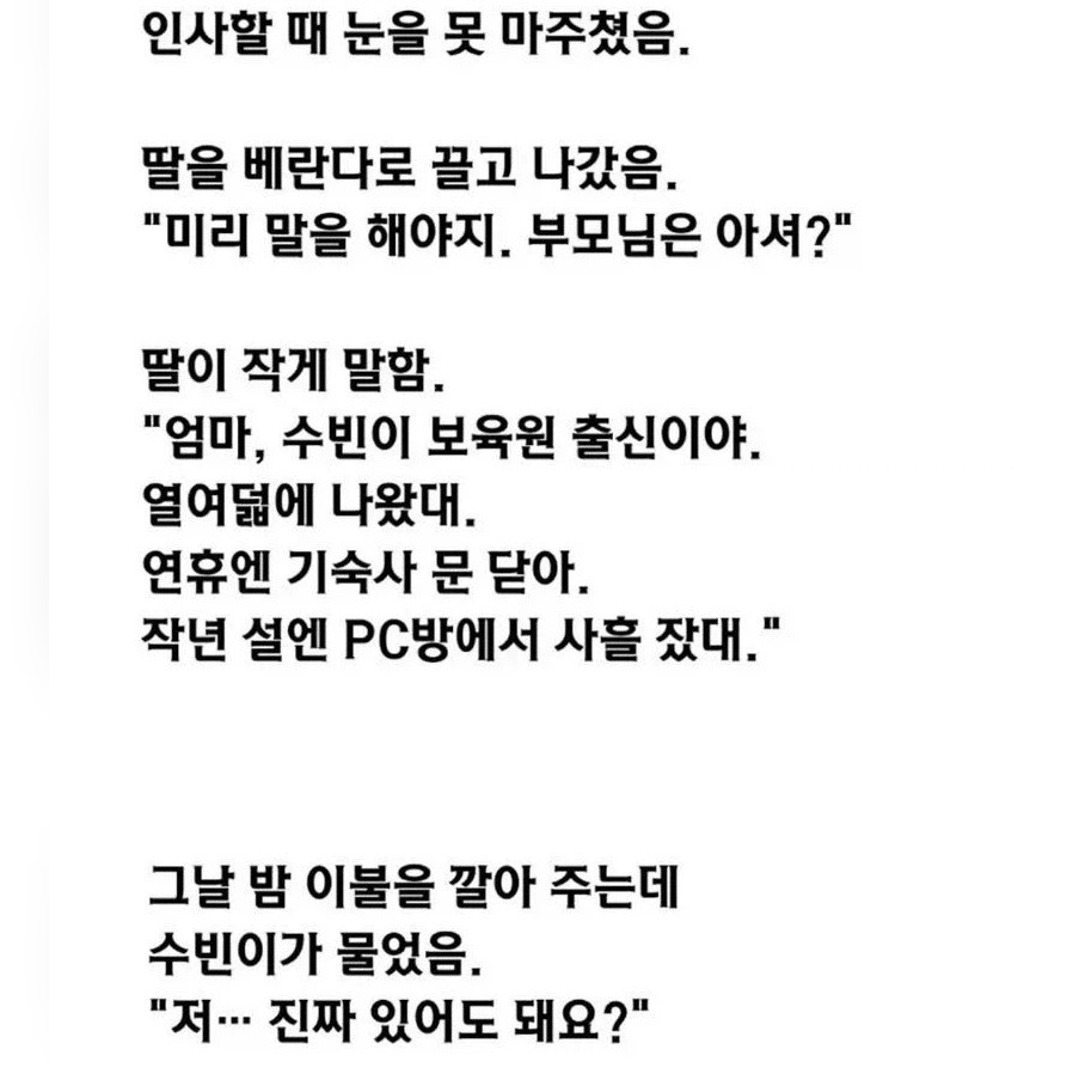 인사할 때 눈을 못 마주쳤음.
딸을 베란다로 끌고 나갔음.
"미리 말을 해야지. 부모님은 아셔?"
딸이 작게 말함.
"엄마, 수빈이 보육원 출신이야.
열여덟에 나왔대.
연휴엔 기숙사 문 닫아.
작년 설엔 PC방에서 사흘 잤대."
그날 밤 이불을 깔아 주는데
수빈이가 물었음.
"저… 진짜 있어도 돼요?"